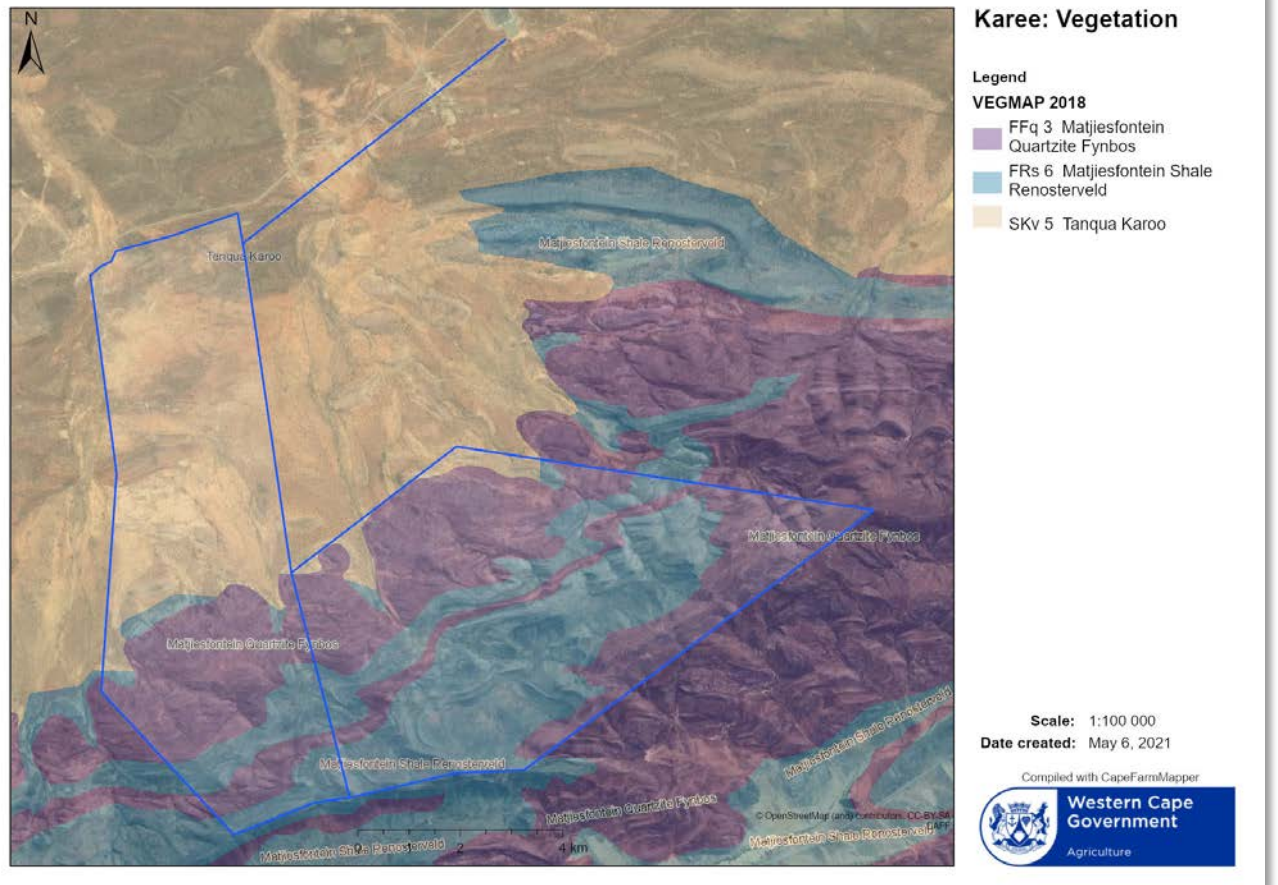 N
Karee: Vegetation
Legend
VEGMAP 2018
FFq 3 Matjiesfontein
Quartzite Fynbos
FRs 6 Matjiesfontein Shale
Renosterveld
SKv 5 Tanqua Karoo
Matjiesfontein Shale Renosterveld
Tanqua Karoo
Matjiesfontein Quartzite Fynbos
Matjiesfontein Quartzite Fynbos
Matjiesfontein Shale Renosterveld
Matjiesfontein Shale Renosterveld
Matjiesfontein Quartzite Fynbos
© OpenStreetMap (and) contributors, CC-BY-SA
Matjiesfontein Shale Renosterveld
Matjiesfontein Shale Renosterveld
0 2 4 km
Scale: 1:100 000
Date created: May 6, 2021
Compiled with CapeFarmMapper
Western Cape
Government
Agriculture